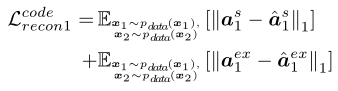 $\mathcal{L}_{recon1}^{code} = \mathbb{E}_{\substack{\boldsymbol{x}_1 \sim p_{data}(\boldsymbol{x}_1), \\ \boldsymbol{x}_2 \sim p_{data}(\boldsymbol{x}_2)}} [\|\boldsymbol{a}_1^s - \hat{\boldsymbol{a}}_1^s\|_1]$
$+ \mathbb{E}_{\substack{\boldsymbol{x}_1 \sim p_{data}(\boldsymbol{x}_1), \\ \boldsymbol{x}_2 \sim p_{data}(\boldsymbol{x}_2)}} [\|\boldsymbol{a}_1^{ex} - \hat{\boldsymbol{a}}_1^{ex}\|_1]$